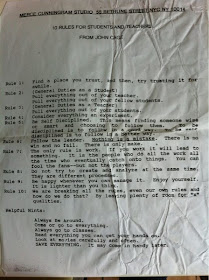 MERCE CUNNINGHAM STUDIO 55 BETHUNE STREET NYC 10014
10 RULES FOR STUDENTS AND TEACHERS
FROM JOHN CAGE
Rule 1: Find a place you trust, and then, try trusting it for
awhile.
Rule 2: (General Duties as a Student)
Pull everything out of your teacher.
Pull everything out of your fellow students.
Rule 3: (General Duties as a Teacher)
Pull everything out of your students.
Rule 4: Consider everything an experiment.
Rule 5: Be Self Disciplined. This means finding someone wise
or smart and choosing to follow them. To be
disciplined is to follow in a good way. To be self
disciplined is to follow in a better way.
Rule 6: Follow the leader. Nothing is a mistake. There is no
win and no fail. There is only make.
Rule 7: The only rule is work. If you work it will lead to
something. It is the people who do all the work all
the time who eventually catch onto things. You can
fool the fans--but not the players.
Rule 8: Do not try to create and analyze at the same time.
They are different processes.
Rule 9: Be happy whenever you can manage it. Enjoy yourself.
It is lighter than you think.
Rule 10: We are breaking all the rules, even our own rules and
how do we do that? By leaving plenty of room for "x"
qualities.
Helpful Hints:
Always Be Around.
Come or go to everything.
Always go to classes.
Read everything you can get your hands on.
Look at movies carefully and often.
SAVE EVERYTHING. It may come in handy later.